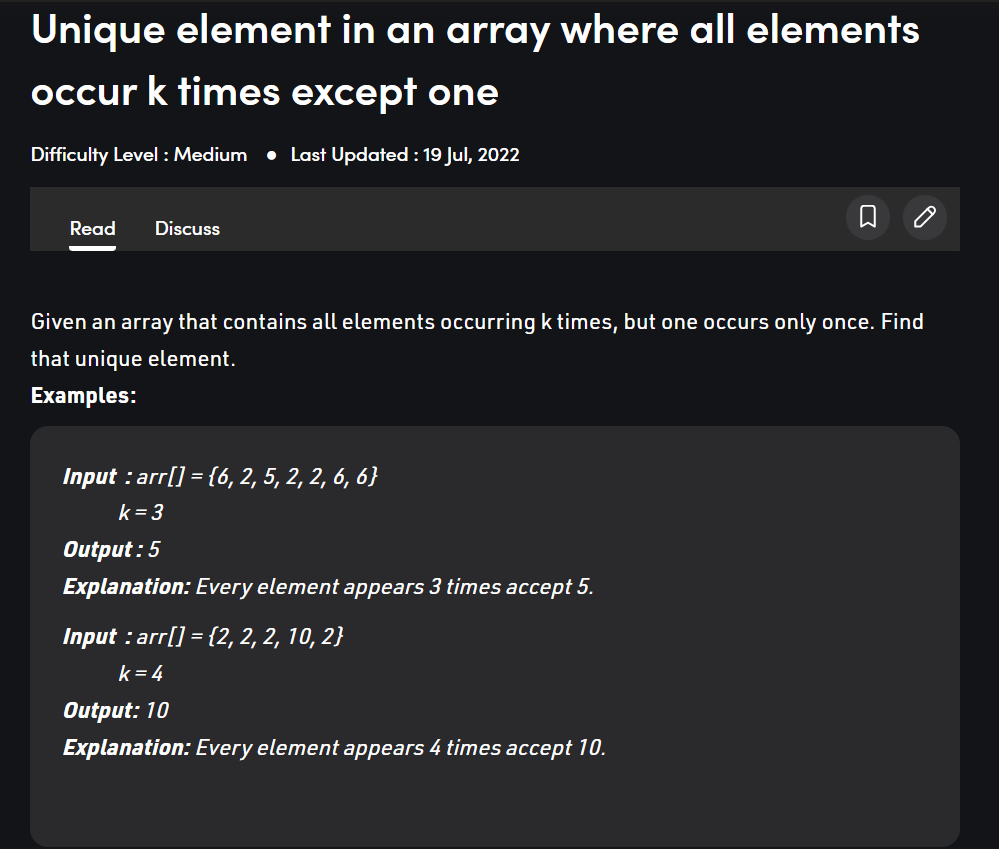 Unique element in an array where all elements
occur k times except one
Difficulty Level : Medium ● Last Updated : 19 Jul, 2022
Read Discuss
Given an array that contains all elements occurring k times, but one occurs only once. Find
that unique element.
Examples:
Input : arr[] = {6, 2, 5, 2, 2, 6, 6}
k = 3
Output : 5
Explanation: Every element appears 3 times accept 5.
Input : arr[] = {2, 2, 2, 10, 2}
k = 4
Output: 10
Explanation: Every element appears 4 times accept 10.